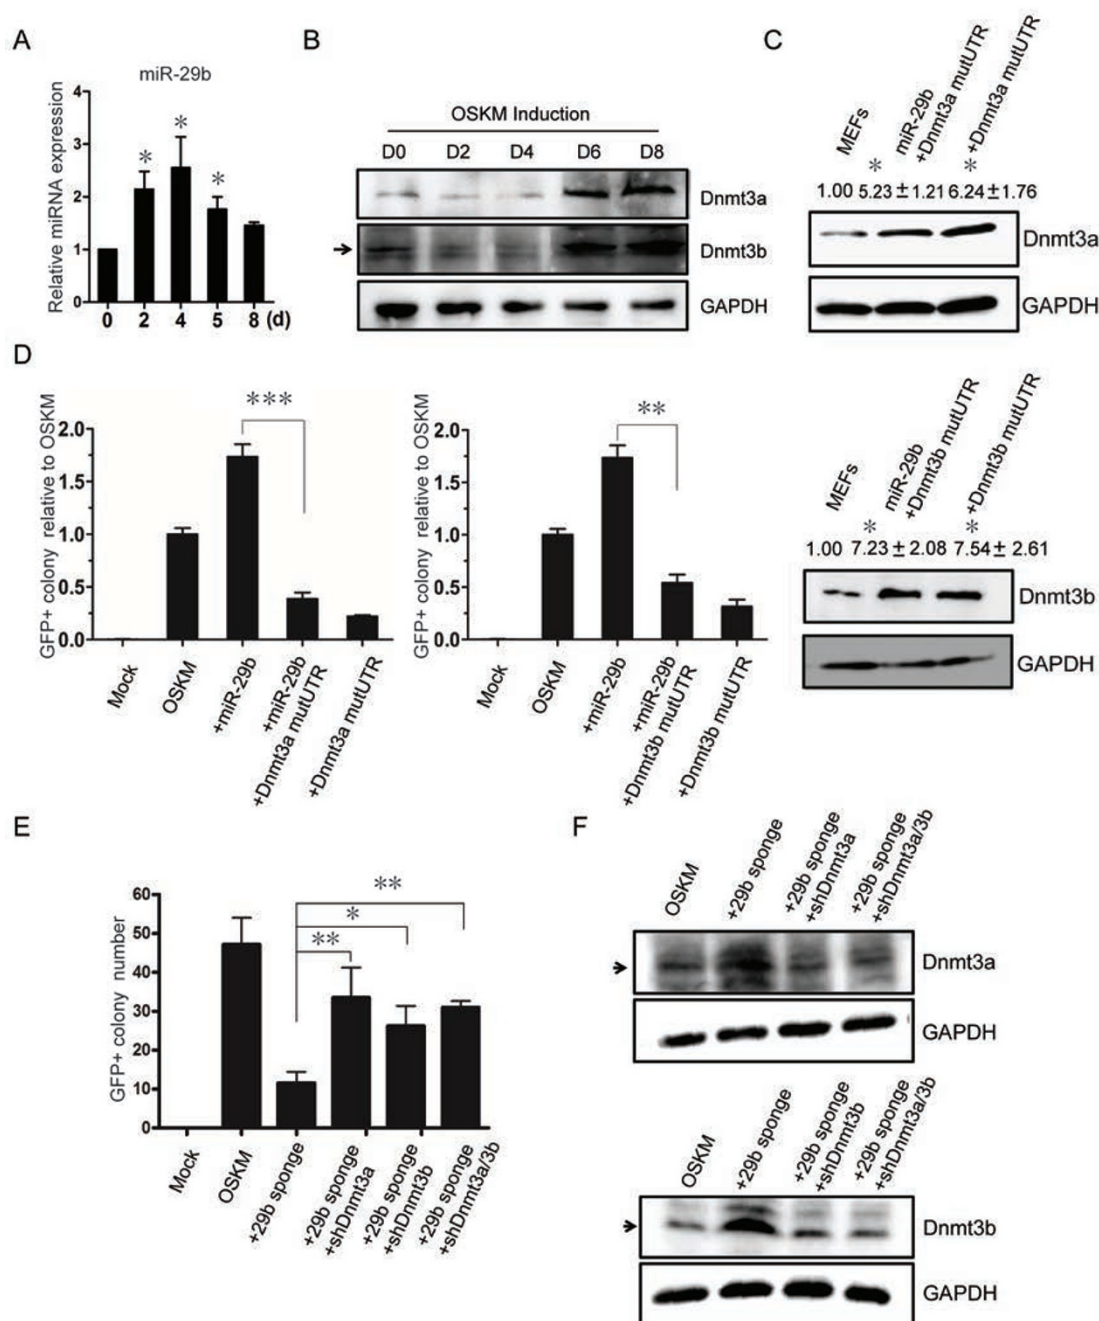 A
miR-29b
Relative miRNA expression
4
3
2
1
0
0 2 4 5 8 (d)
* * *
B
OSKM Induction
D0 D2 D4 D6 D8
Dnmt3a
Dnmt3b
GAPDH
C
MEFs
miR-29b
+Dnmt3a mutUTR
+Dnmt3a mutUTR
* *
1.00 5.23 ± 1.21 6.24 ± 1.76
Dnmt3a
GAPDH
MEFs
miR-29b
+Dnmt3b mutUTR
+Dnmt3b mutUTR
* *
1.00 7.23 ± 2.08 7.54 ± 2.61
Dnmt3b
GAPDH
D
GFP+ colony relative to OSKM
2.0
1.5
1.0
0.5
0.0
***
Mock
OSKM
+miR-29b
+miR-29b
+Dnmt3a mutUTR
+Dnmt3a mutUTR
GFP+ colony relative to OSKM
2.0
1.5
1.0
0.5
0.0
**
Mock
OSKM
+miR-29b
+miR-29b
+Dnmt3b mutUTR
+Dnmt3b mutUTR
E
GFP+ colony number
60
50
40
30
20
10
0
**
*
**
Mock
OSKM
+29b sponge
+29b sponge
+shDnmt3a
+29b sponge
+shDnmt3b
+29b sponge
+shDnmt3a/3b
F
OSKM
+29b sponge
+29b sponge
+shDnmt3a
+29b sponge
+shDnmt3a/3b
Dnmt3a
GAPDH
OSKM
+29b sponge
+29b sponge
+shDnmt3b
+29b sponge
+shDnmt3a/3b
Dnmt3b
GAPDH